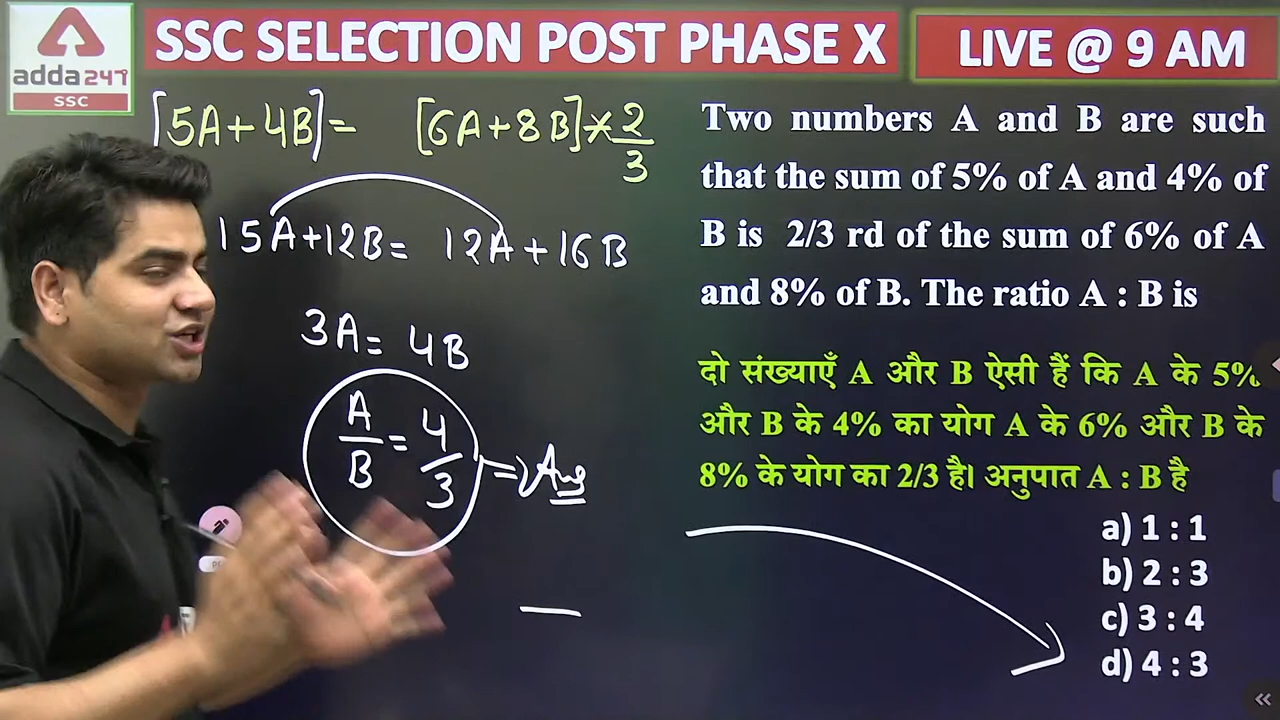 adda247
SSC
SSC SELECTION POST PHASE X
LIVE @ 9 AM
[5A+4B]= [6A+8B]×2/3
15A+12B= 12A+16B
3A= 4B
A/B = 4/3 ⇒ Ans
Two numbers A and B are such
that the sum of 5% of A and 4% of
B is 2/3 rd of the sum of 6% of A
and 8% of B. The ratio A : B is
दो संख्याएँ A और B ऐसी हैं कि A के 5%
और B के 4% का योग A के 6% और B के
8% के योग का 2/3 है। अनुपात A : B है
a) 1 : 1
b) 2 : 3
c) 3 : 4
d) 4 : 3